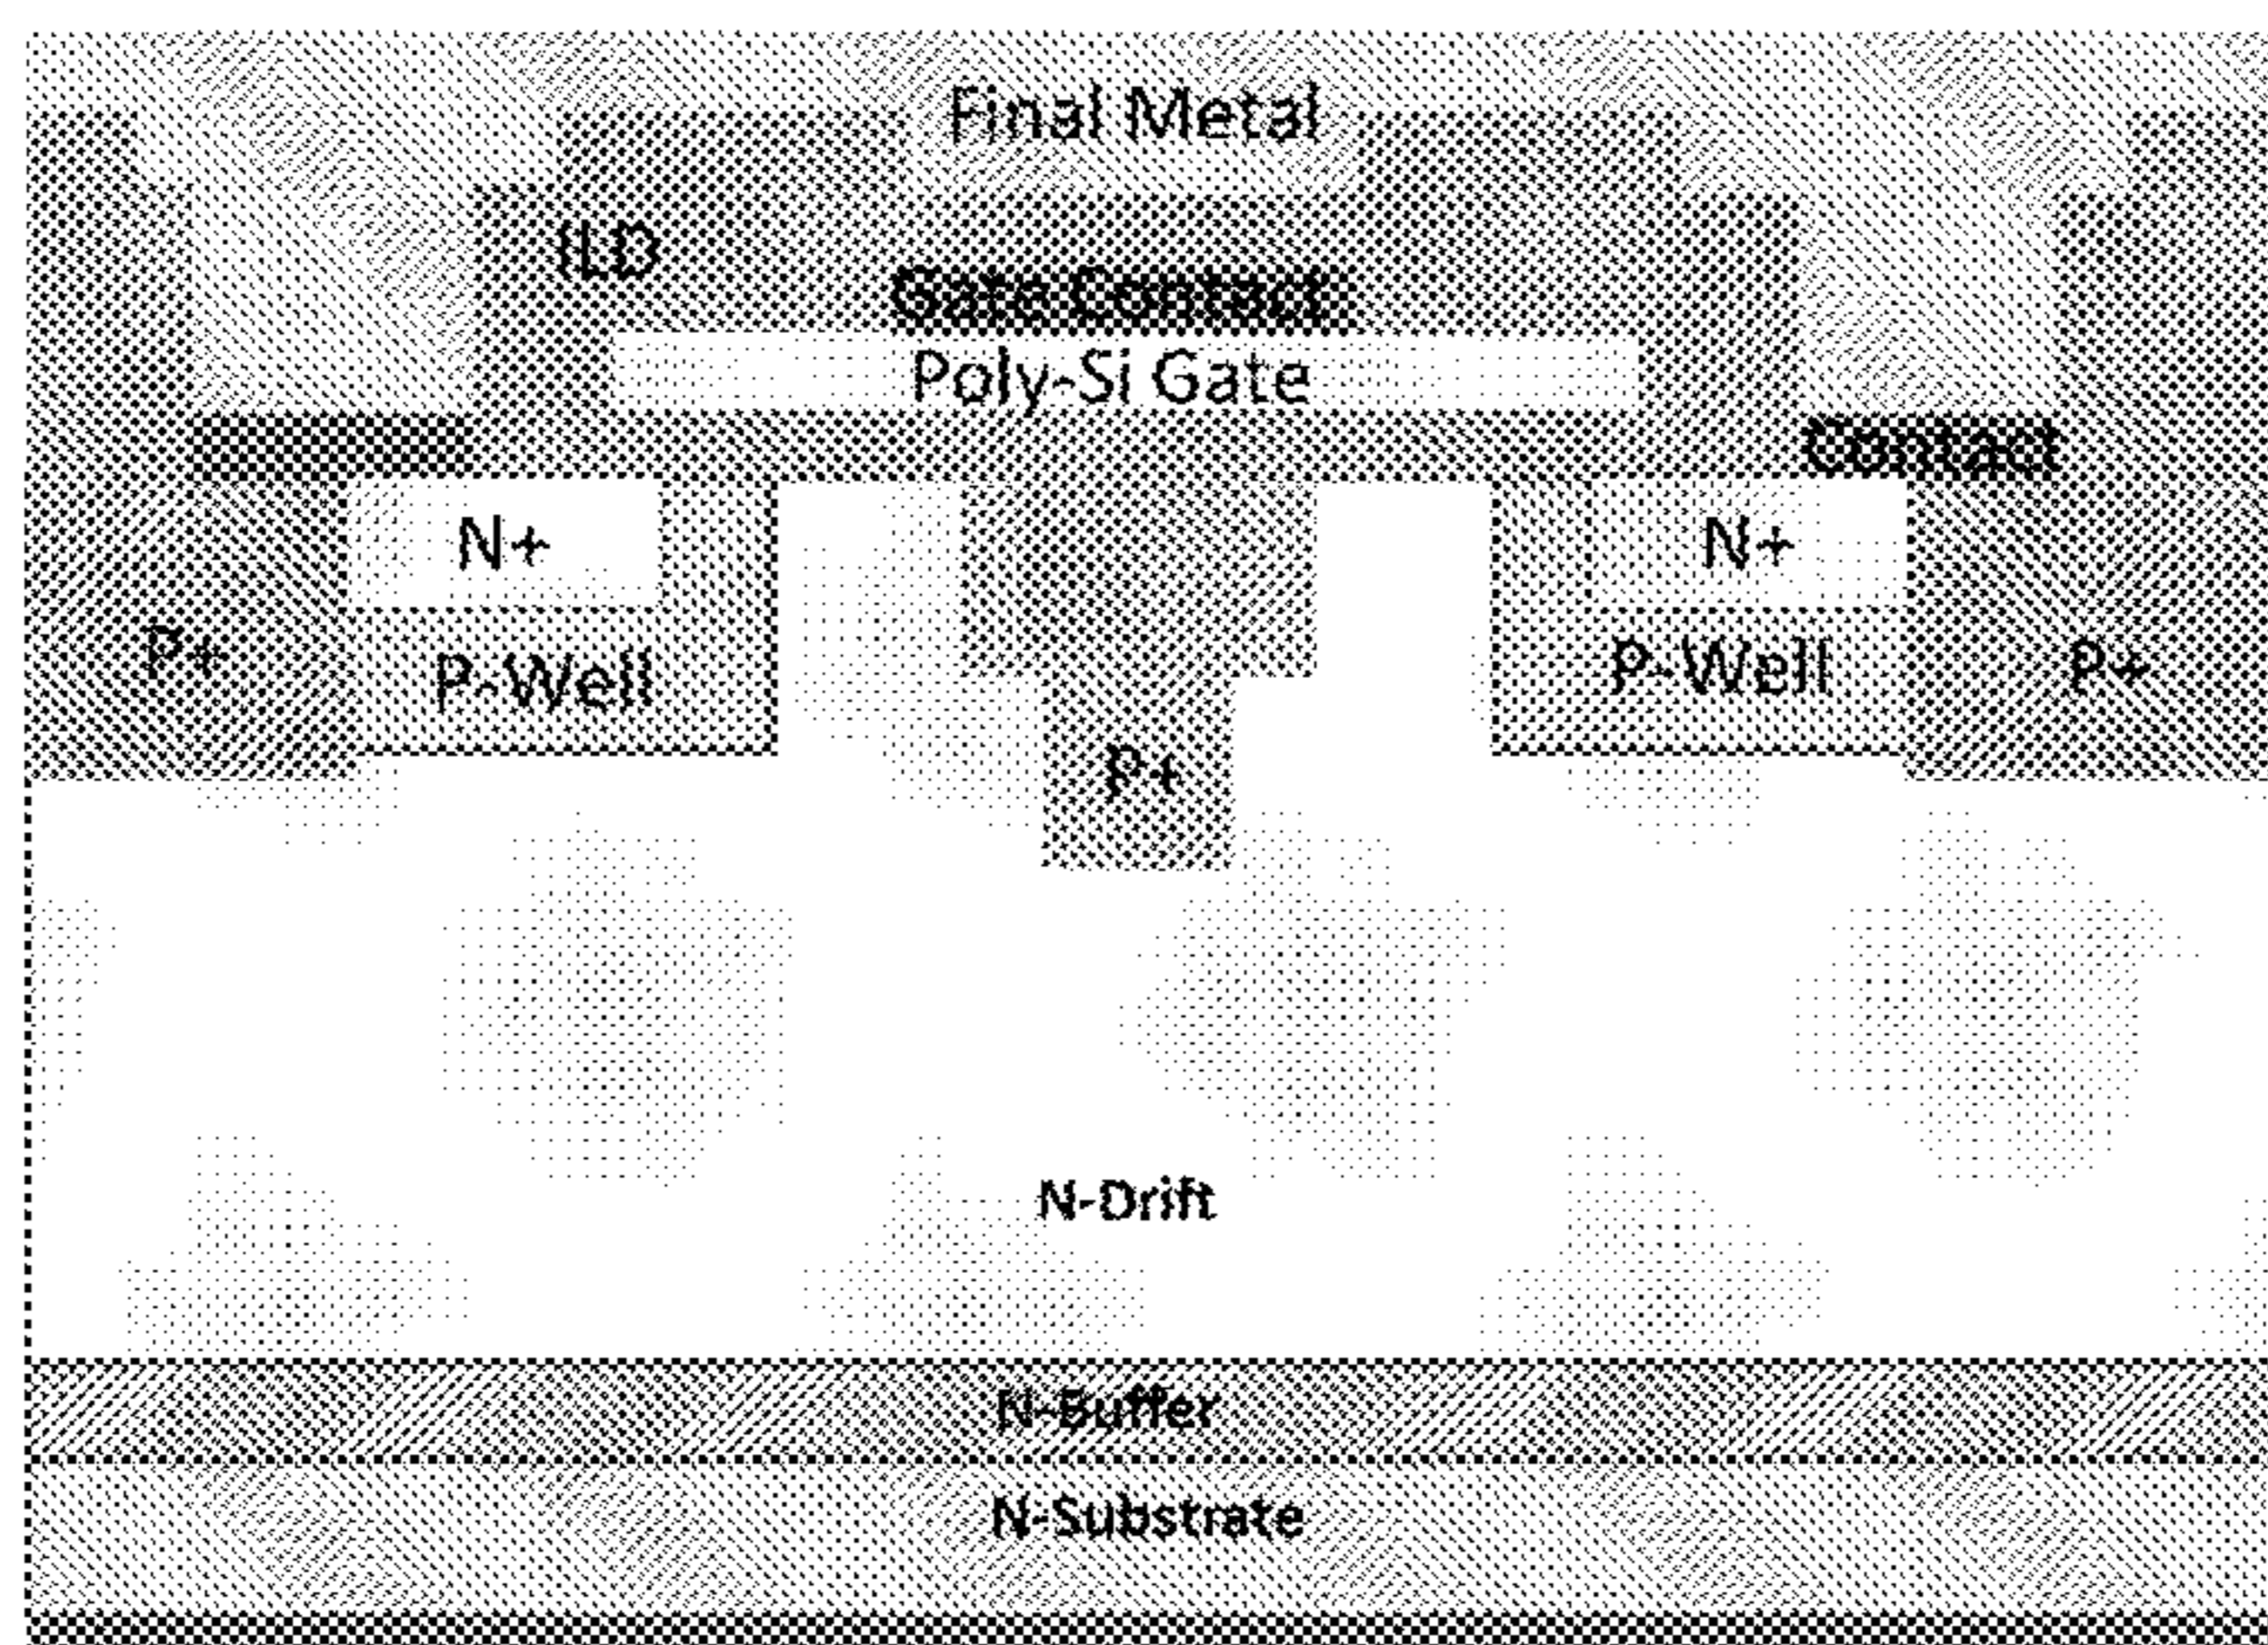 Final Metal
ILD
Gate Contact
Poly-Si Gate
Contact
N+
N+
P+
P-Well
P-Well
P+
P+
N-Drift
N-Buffer
N-Substrate